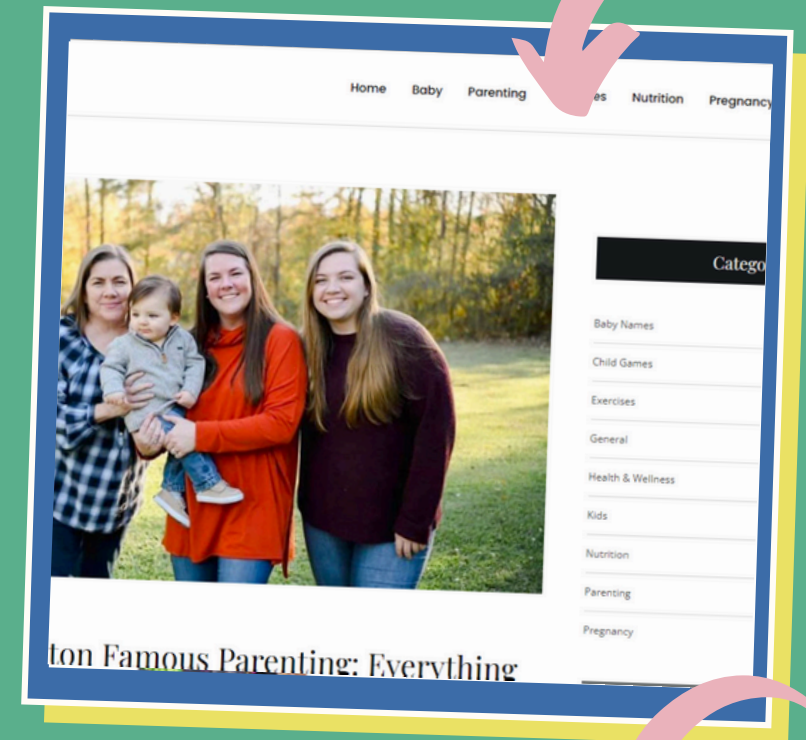 Home Baby Parenting es Nutrition Pregnancy
Catego
Baby Names
Child Games
Exercises
General
Health & Wellness
Kids
Nutrition
Parenting
Pregnancy
ton Famous Parenting: Everything